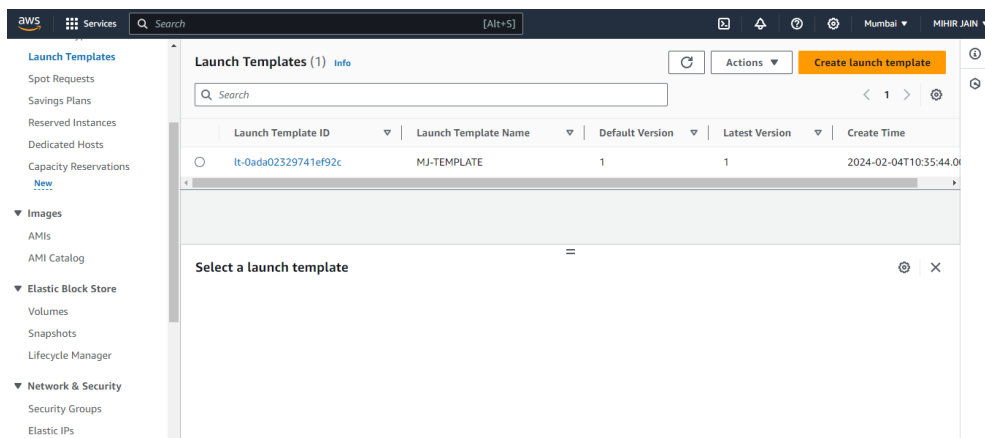 aws Services Search [Alt+S] Mumbai ▼ MIHIR JAIN
Launch Templates
Spot Requests
Savings Plans
Reserved Instances
Dedicated Hosts
Capacity Reservations
New
Images
AMIs
AMI Catalog
Elastic Block Store
Volumes
Snapshots
Lifecycle Manager
Network & Security
Security Groups
Elastic IPs
Launch Templates (1) Info
Actions ▼ Create launch template
Search
1
Launch Template ID Launch Template Name Default Version Latest Version Create Time
lt-0ada02329741ef92c MJ-TEMPLATE 1 1 2024-02-04T10:35:44.0
Select a launch template